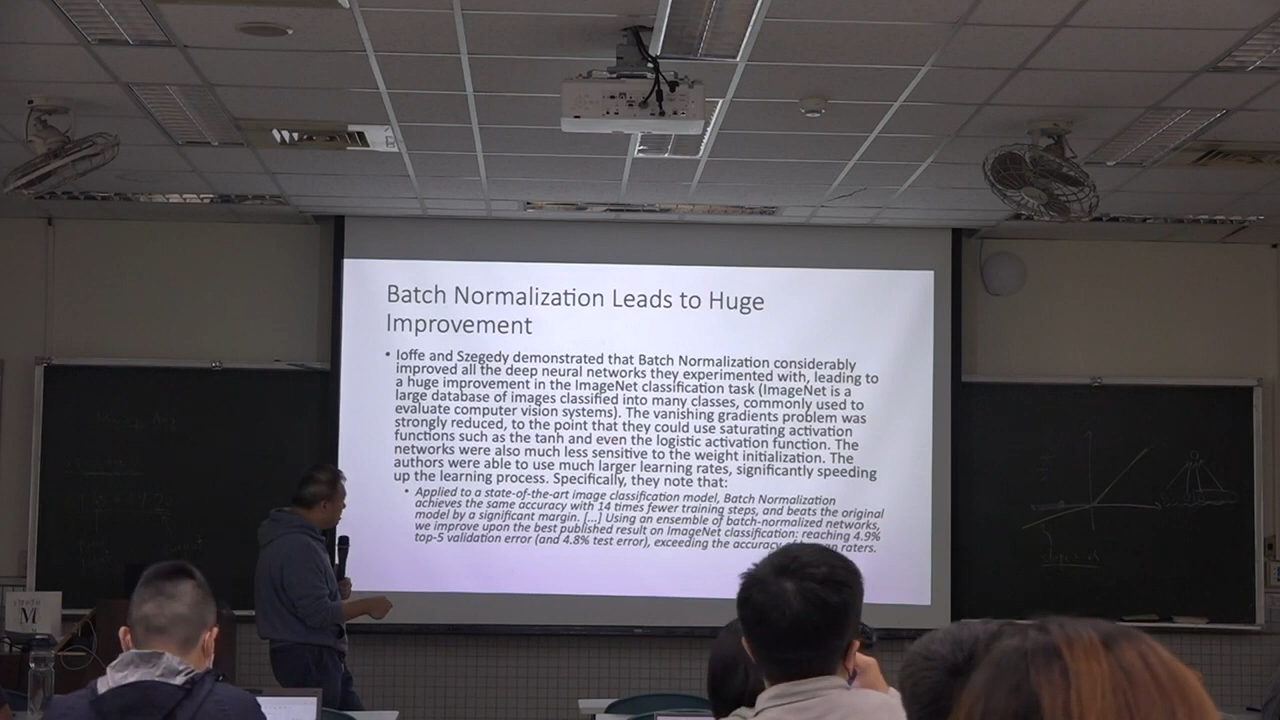 Batch Normalization Leads to Huge
Improvement
• Ioffe and Szegedy demonstrated that Batch Normalization considerably
improved all the deep neural networks they experimented with, leading to
a huge improvement in the ImageNet classification task (ImageNet is a
large database of images classified into many classes, commonly used to
evaluate computer vision systems). The vanishing gradients problem was
strongly reduced, to the point that they could use saturating activation
functions such as the tanh and even the logistic activation function. The
networks were also much less sensitive to the weight initialization. The
authors were able to use much larger learning rates, significantly speeding
up the learning process. Specifically, they note that:
• Applied to a state-of-the-art image classification model, Batch Normalization
achieves the same accuracy with 14 times fewer training steps, and beats the original
model by a significant margin. [...] Using an ensemble of batch-normalized networks,
we improve upon the best published result on ImageNet classification: reaching 4.9%
top-5 validation error (and 4.8% test error), exceeding the accuracy raters.
M